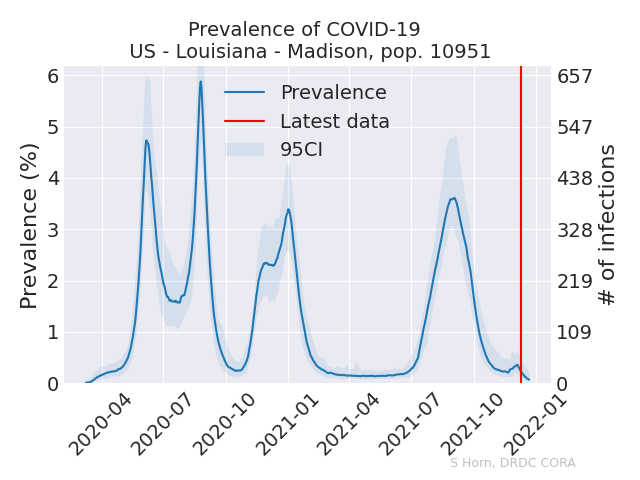 Prevalence of COVID-19
US - Louisiana - Madison, pop. 10951
Prevalence
Latest data
95CI
Prevalence (%)
6
5
4
3
2
1
0
# of infections
657
547
438
328
219
109
0
2020-04
2020-07
2020-10
2021-01
2021-04
2021-07
2021-10
2022-01
S Horn, DRDC CORA